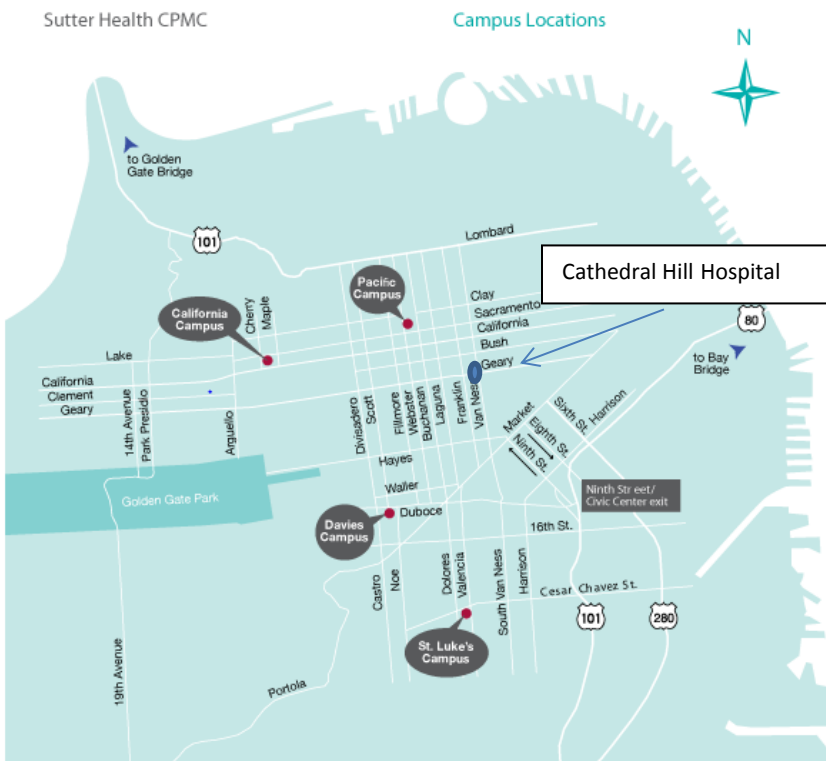 Sutter Health CPMC
Campus Locations
N
to Golden
Gate Bridge
101
Lombard
Cathedral Hill Hospital
Pacific
Campus
Clay
Sacramento
California
Bush
Geary
80
to Bay
Bridge
California
Campus
Cherry
Maple
Lake
California
Clement
Geary
14th Avenue
Park Presidio
Arguello
Divisadero
Scott
Fillmore
Webster
Buchanan
Laguna
Franklin
Van Ness
Market
Eighth St.
Ninth St.
Sixth St.
Harrison
Hayes
Waller
Golden Gate Park
Ninth Str eet/
Civic Center exit
Davies
Campus
Duboce
16th St.
Castro
Noe
Dolores
Valencia
South Van Ness
Harrison
Cesar Chavez St.
101
280
St. Luke's
Campus
19th Avenue
Portola